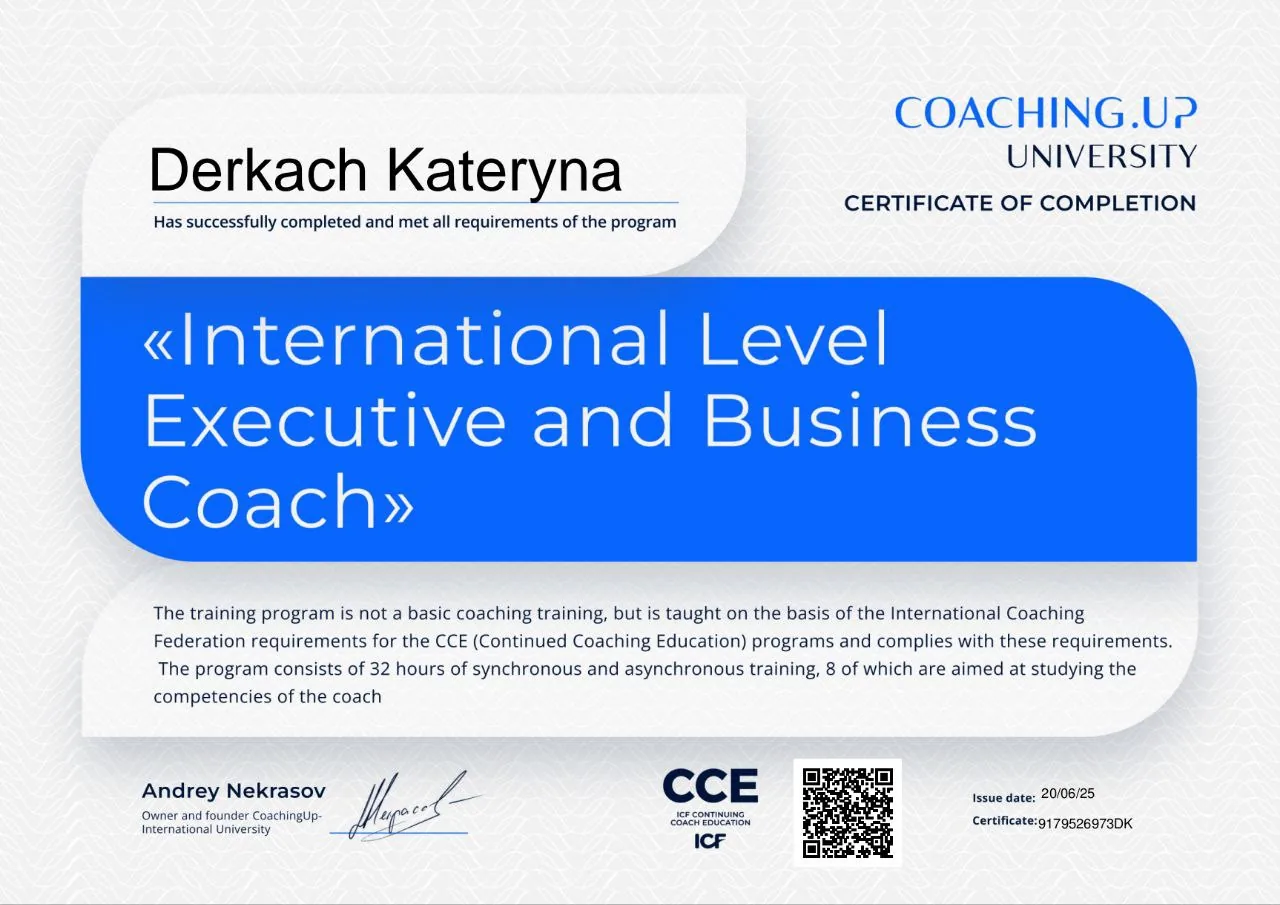 COACHING.UP
UNIVERSITY
CERTIFICATE OF COMPLETION
Derkach Kateryna
Has successfully completed and met all requirements of the program
«International Level
Executive and Business
Coach»
The training program is not a basic coaching training, but is taught on the basis of the International Coaching
Federation requirements for the CCE (Continued Coaching Education) programs and complies with these requirements.
The program consists of 32 hours of synchronous and asynchronous training, 8 of which are aimed at studying the
competencies of the coach
Andrey Nekrasov
Owner and founder CoachingUp-
International University
CCE
ICF CONTINUING
COACH EDUCATION
ICF
Issue date: 20/06/25
Certificate:9179526973DK